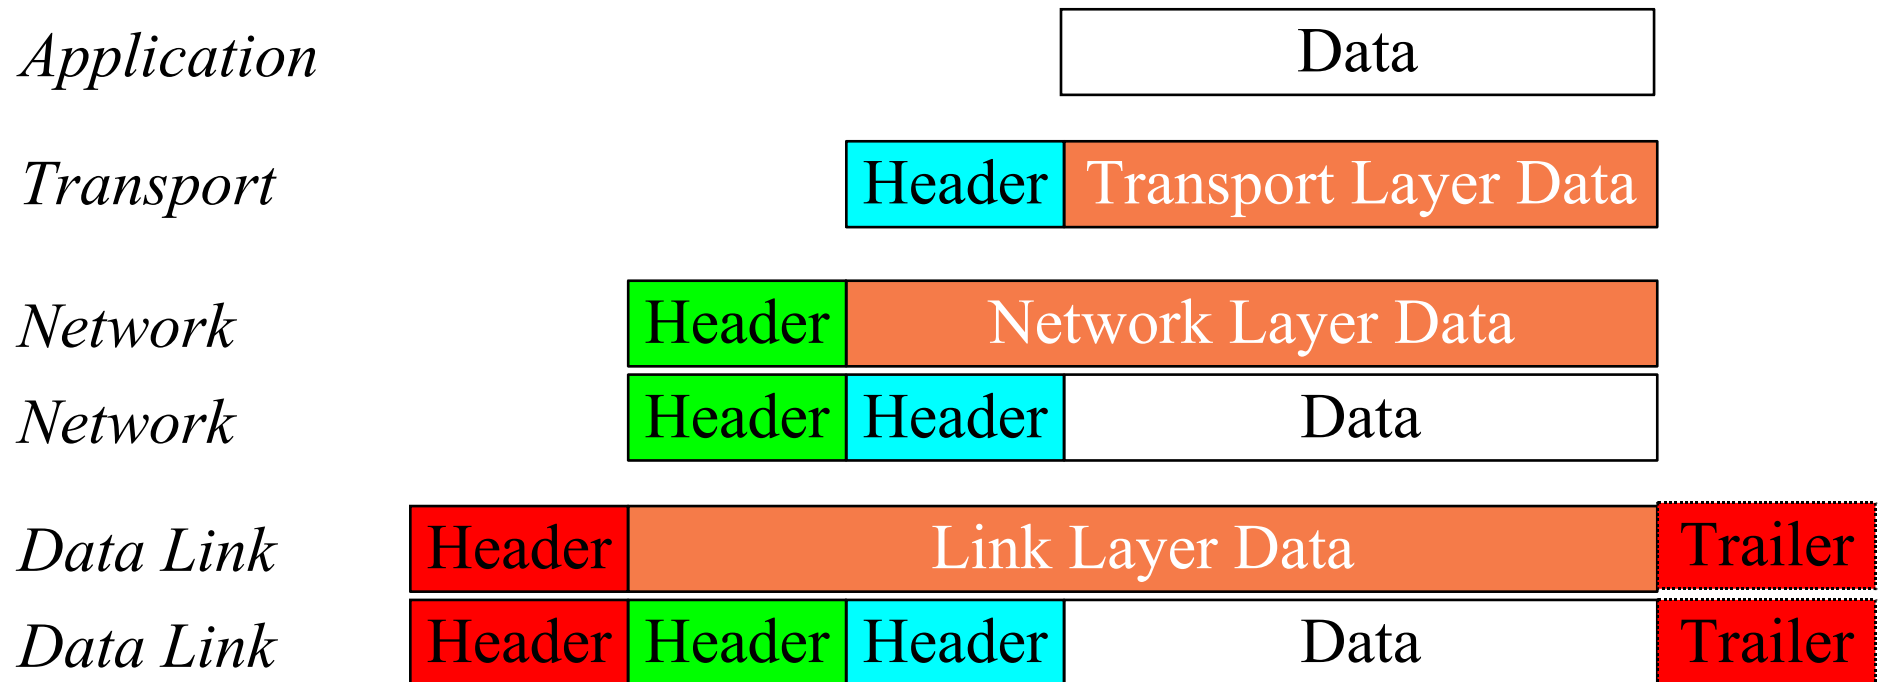 Application Data
Transport Header Transport Layer Data
Network Header Network Layer Data
Network Header Header Data
Data Link Header Link Layer Data Trailer
Data Link Header Header Header Data Trailer